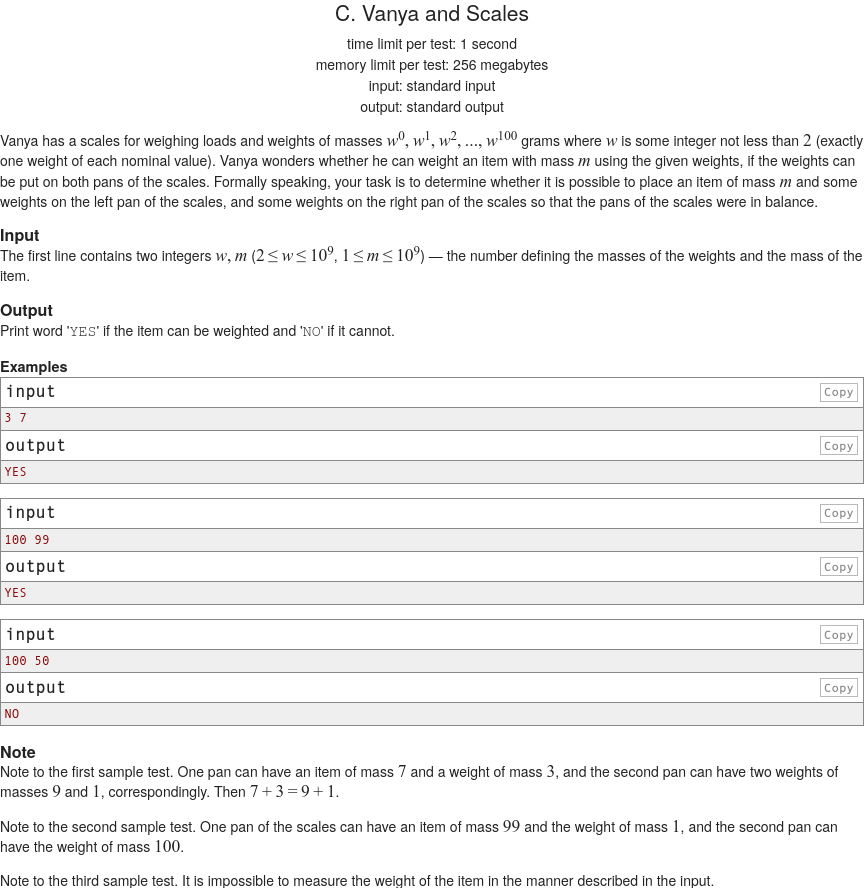 C. Vanya and Scales
time limit per test: 1 second
memory limit per test: 256 megabytes
input: standard input
output: standard output
Vanya has a scales for weighing loads and weights of masses w⁰, w¹, w², ..., w¹⁰⁰ grams where w is some integer not less than 2 (exactly
one weight of each nominal value). Vanya wonders whether he can weight an item with mass m using the given weights, if the weights can
be put on both pans of the scales. Formally speaking, your task is to determine whether it is possible to place an item of mass m and some
weights on the left pan of the scales, and some weights on the right pan of the scales so that the pans of the scales were in balance.
Input
The first line contains two integers w, m (2 ≤ w ≤ 10⁹, 1 ≤ m ≤ 10⁹) — the number defining the masses of the weights and the mass of the
item.
Output
Print word 'YES' if the item can be weighted and 'NO' if it cannot.
Examples
input Copy
3 7
output Copy
YES
input Copy
100 99
output Copy
YES
input Copy
100 50
output Copy
NO
Note
Note to the first sample test. One pan can have an item of mass 7 and a weight of mass 3, and the second pan can have two weights of
masses 9 and 1, correspondingly. Then 7 + 3 = 9 + 1.
Note to the second sample test. One pan of the scales can have an item of mass 99 and the weight of mass 1, and the second pan can
have the weight of mass 100.
Note to the third sample test. It is impossible to measure the weight of the item in the manner described in the input.